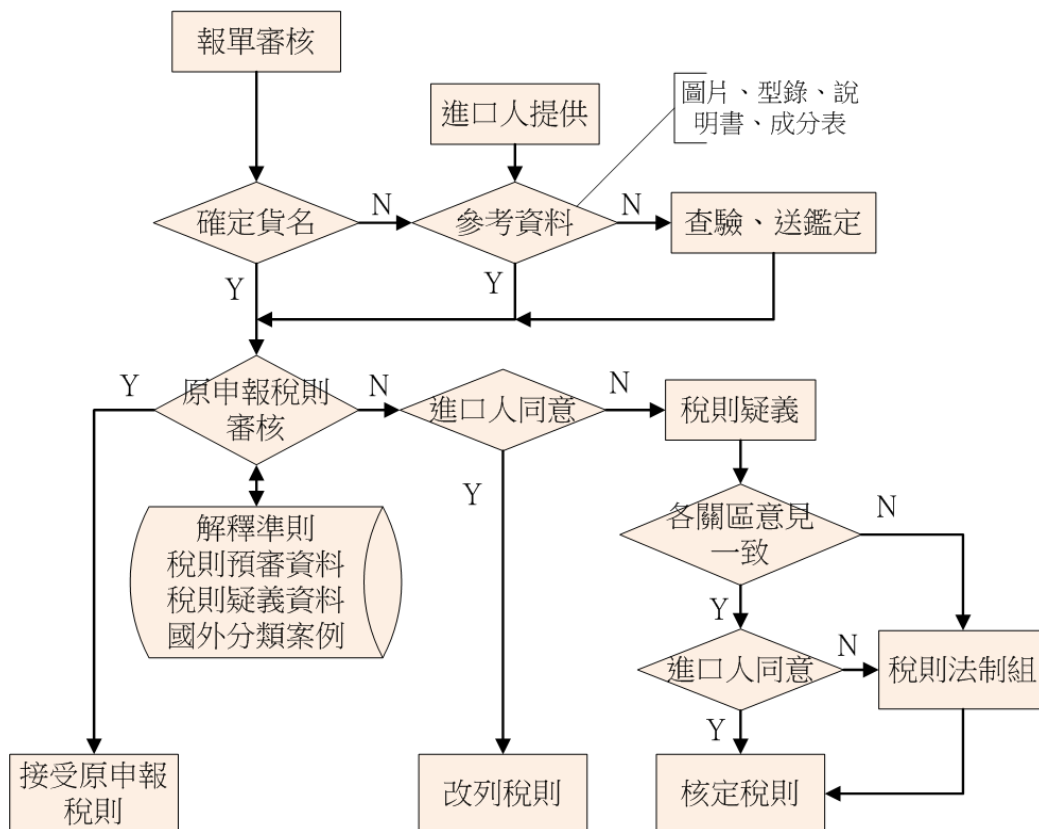 報單審核
進口人提供
圖片、型錄、說
明書、成分表
確定貨名
N
參考資料
N
查驗、送鑑定
Y
Y
Y
原申報稅則
審核
N
進口人同意
N
稅則疑義
Y
各關區意見
一致
N
解釋準則
稅則預審資料
稅則疑義資料
國外分類案例
Y
進口人同意
N
稅則法制組
Y
接受原申報
稅則
改列稅則
核定稅則